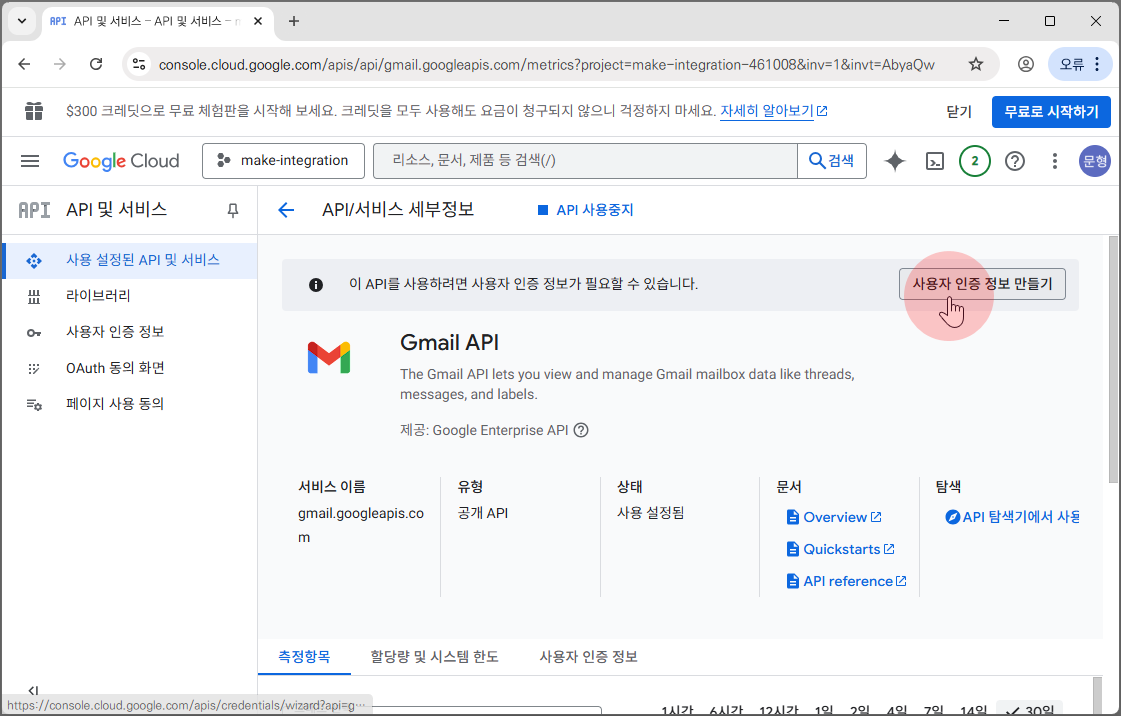 API API 및 서비스 – API 및 서비스 –
console.cloud.google.com/apis/api/gmail.googleapis.com/metrics?project=make-integration-461008&inv=1&invt=AbyaQw
오류
$300 크레딧으로 무료 체험판을 시작해 보세요. 크레딧을 모두 사용해도 요금이 청구되지 않으니 걱정하지 마세요. 자세히 알아보기
닫기
무료로 시작하기
Google Cloud
make-integration
리소스, 문서, 제품 등 검색(/)
검색
2
문형
API API 및 서비스
API/서비스 세부정보
API 사용중지
사용 설정된 API 및 서비스
라이브러리
사용자 인증 정보
OAuth 동의 화면
페이지 사용 동의
이 API를 사용하려면 사용자 인증 정보가 필요할 수 있습니다.
사용자 인증 정보 만들기
Gmail API
The Gmail API lets you view and manage Gmail mailbox data like threads,
messages, and labels.
제공: Google Enterprise API
서비스 이름
gmail.googleapis.co
m
유형
공개 API
상태
사용 설정됨
문서
Overview
Quickstarts
API reference
탐색
API 탐색기에서 사용
측정항목
할당량 및 시스템 한도
사용자 인증 정보
1시간 6시간 12시간 1일 2일 4일 7일 14일 30일
https://console.cloud.google.com/apis/credentials/wizard?api=g…